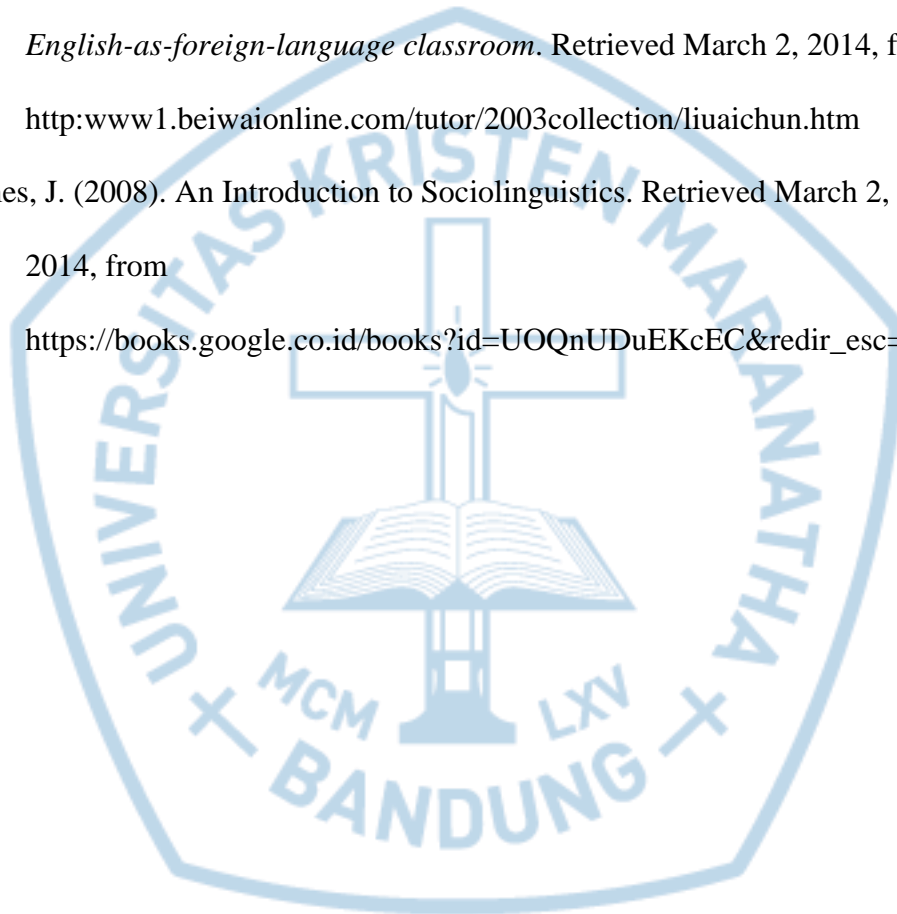 English-as-foreign-language classroom. Retrieved March 2, 2014, f
http:www1.beiwaionline.com/tutor/2003collection/liuaichun.htm
nes, J. (2008). An Introduction to Sociolinguistics. Retrieved March 2,
2014, from
https://books.google.co.id/books?id=UOQnUDuEKcEC&redir_esc=
UNIVERSITAS KRISTEN MARANATHA
MCM LXV
BANDUNG